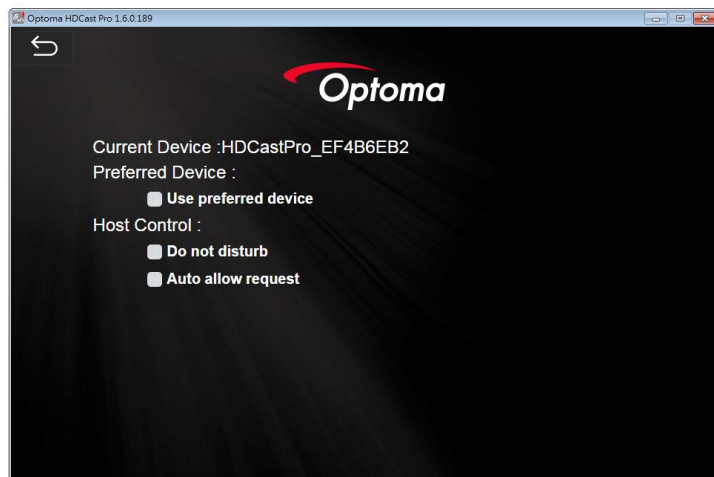 Optoma HDCast Pro 1.6.0.189
Optoma
Current Device :HDCastPro_EF4B6EB2
Preferred Device :
Use preferred device
Host Control :
Do not disturb
Auto allow request